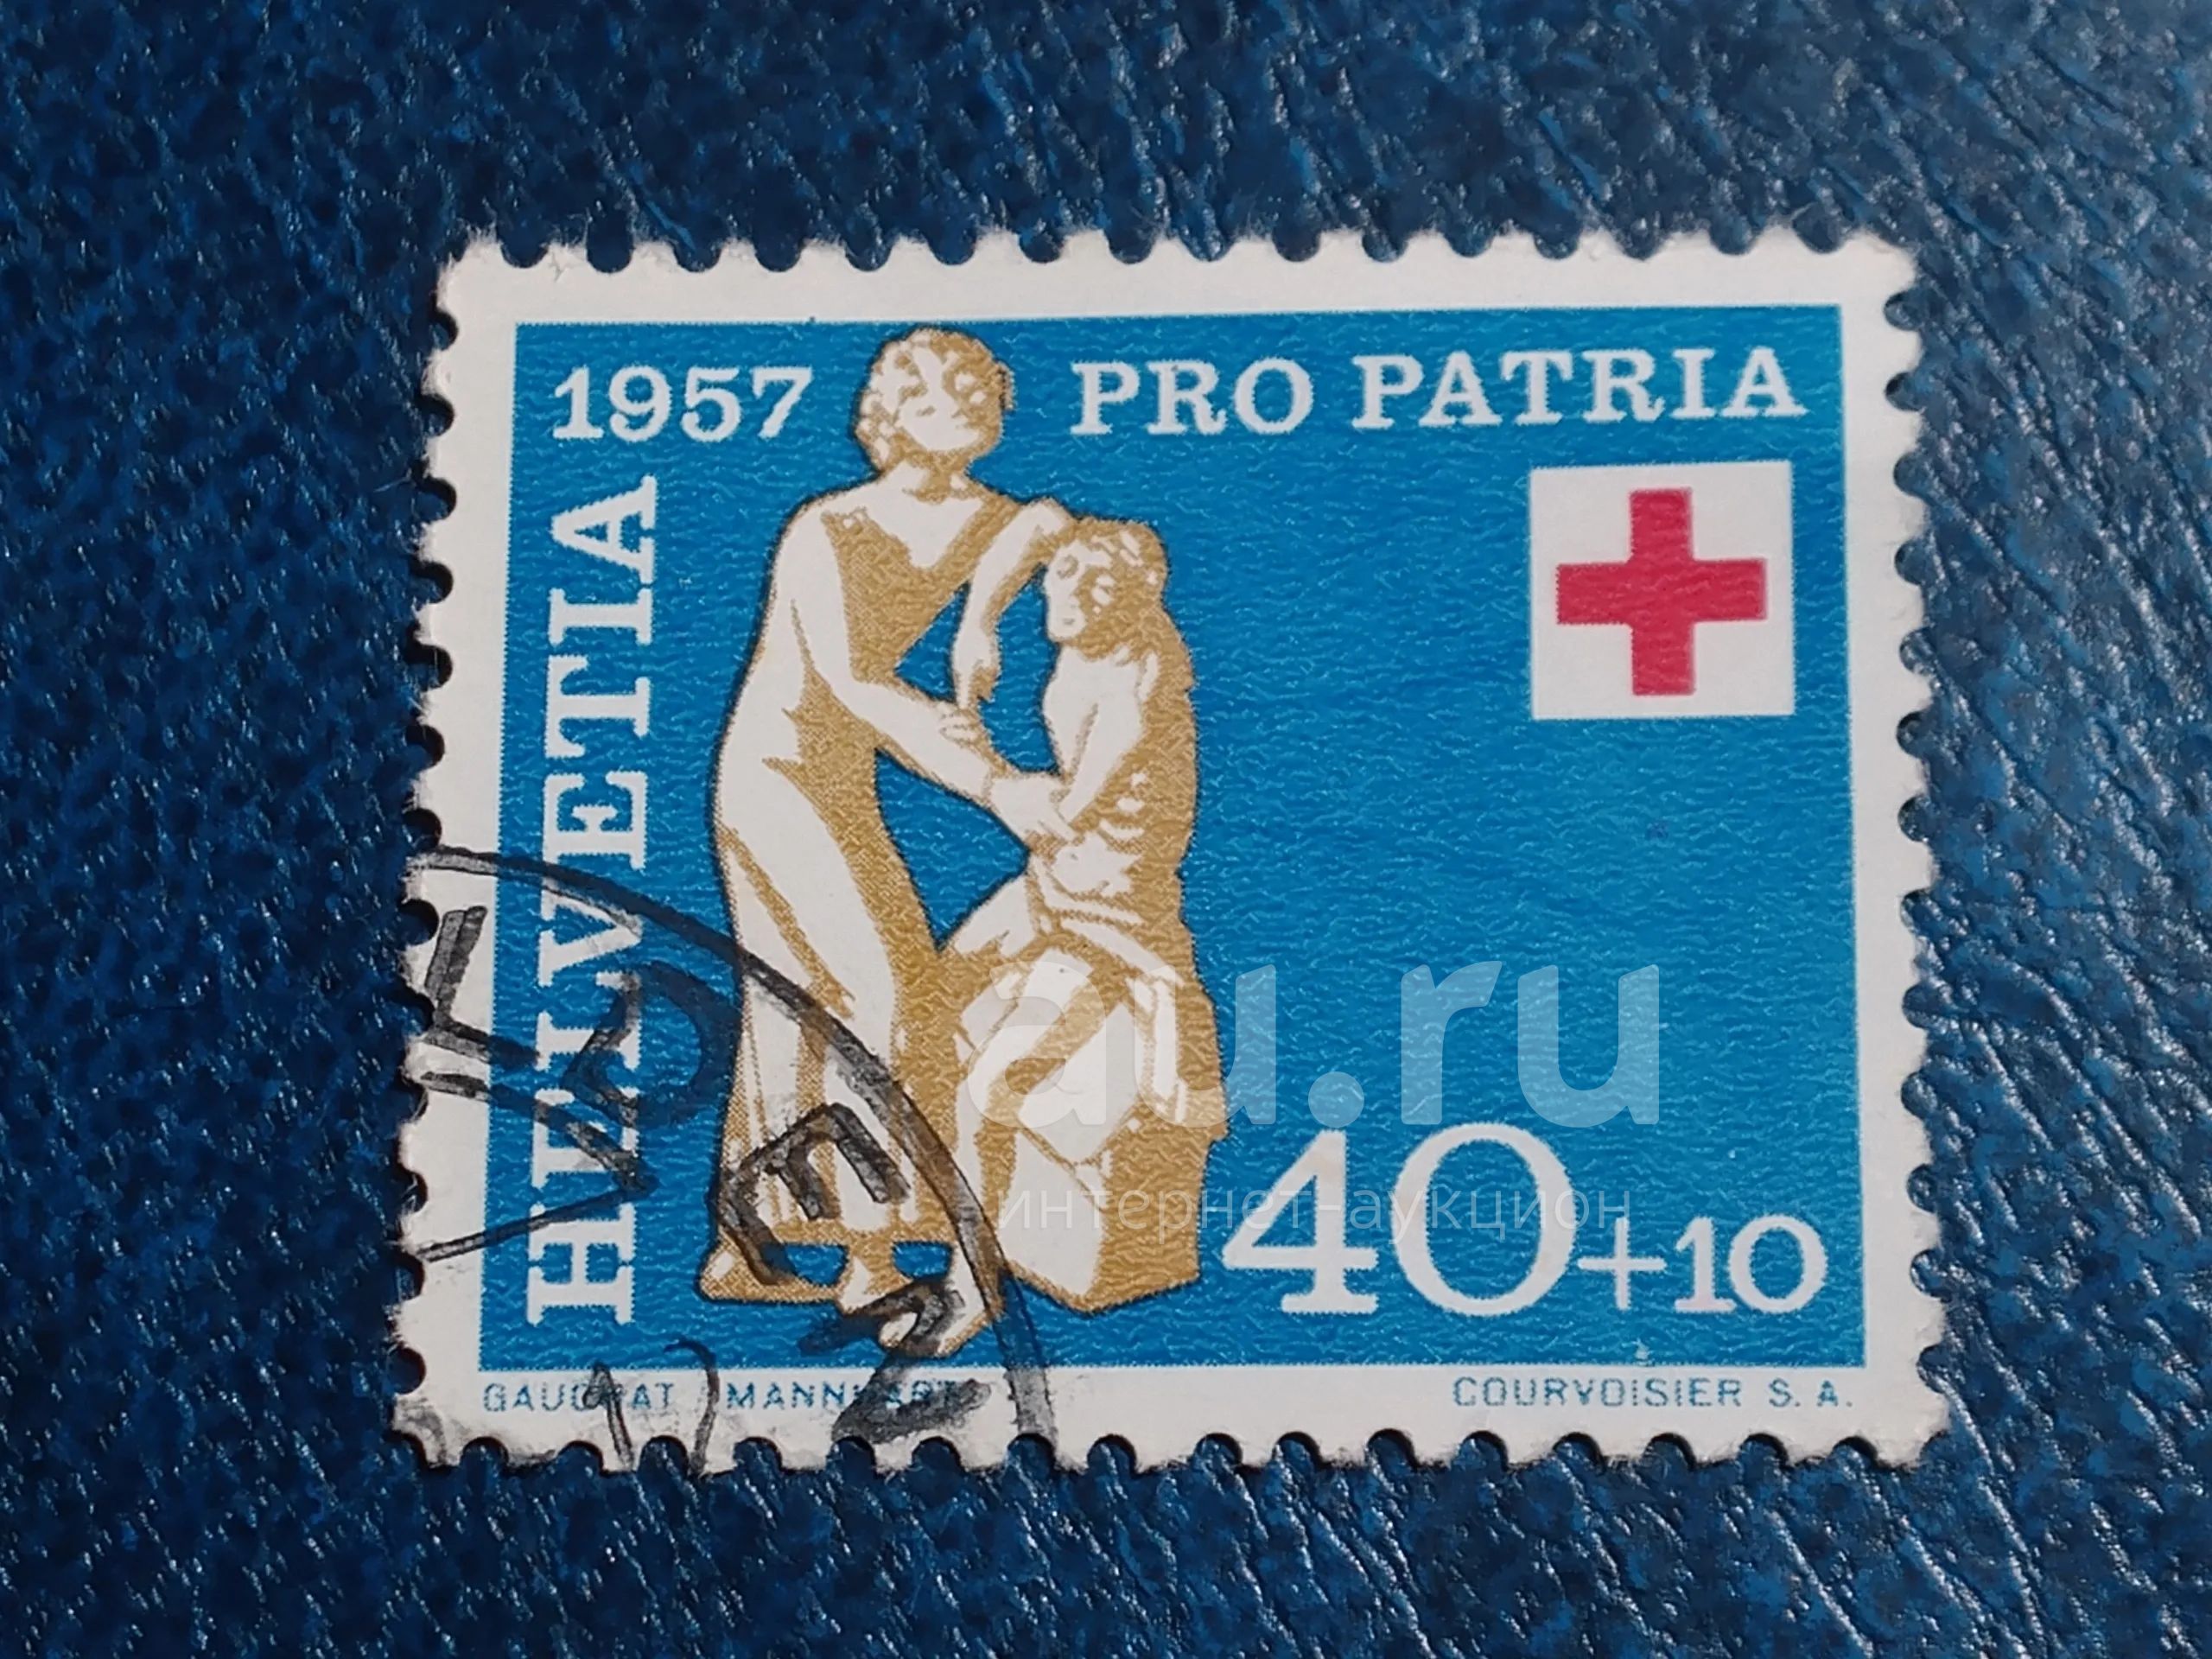 1957 PRO PATRIA
HELVETIA
40+10
COURVOISIER S. A.
au.ru
интернет-аукцион